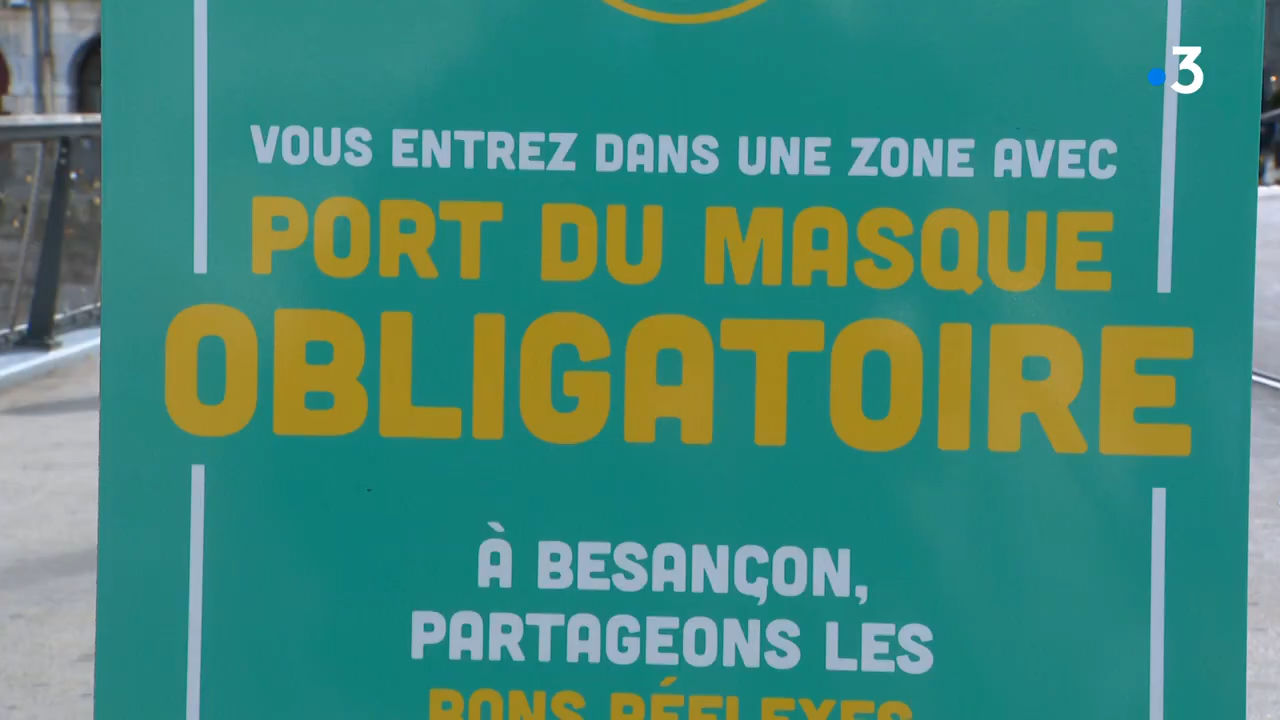 3
VOUS ENTREZ DANS UNE ZONE AVEC
PORT DU MASQUE
OBLIGATOIRE
À BESANÇON,
PARTAGEONS LES
BONS RÉFLEXES